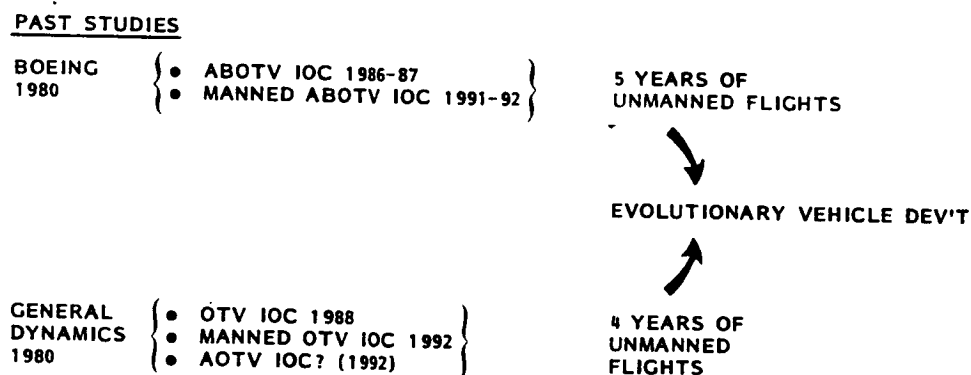 PAST STUDIES
BOEING
1980
• ABOTV IOC 1986-87
• MANNED ABOTV IOC 1991-92
5 YEARS OF
UNMANNED FLIGHTS
EVOLUTIONARY VEHICLE DEV'T
GENERAL
DYNAMICS
1980
• OTV IOC 1988
• MANNED OTV IOC 1992
• AOTV IOC? (1992)
4 YEARS OF
UNMANNED
FLIGHTS